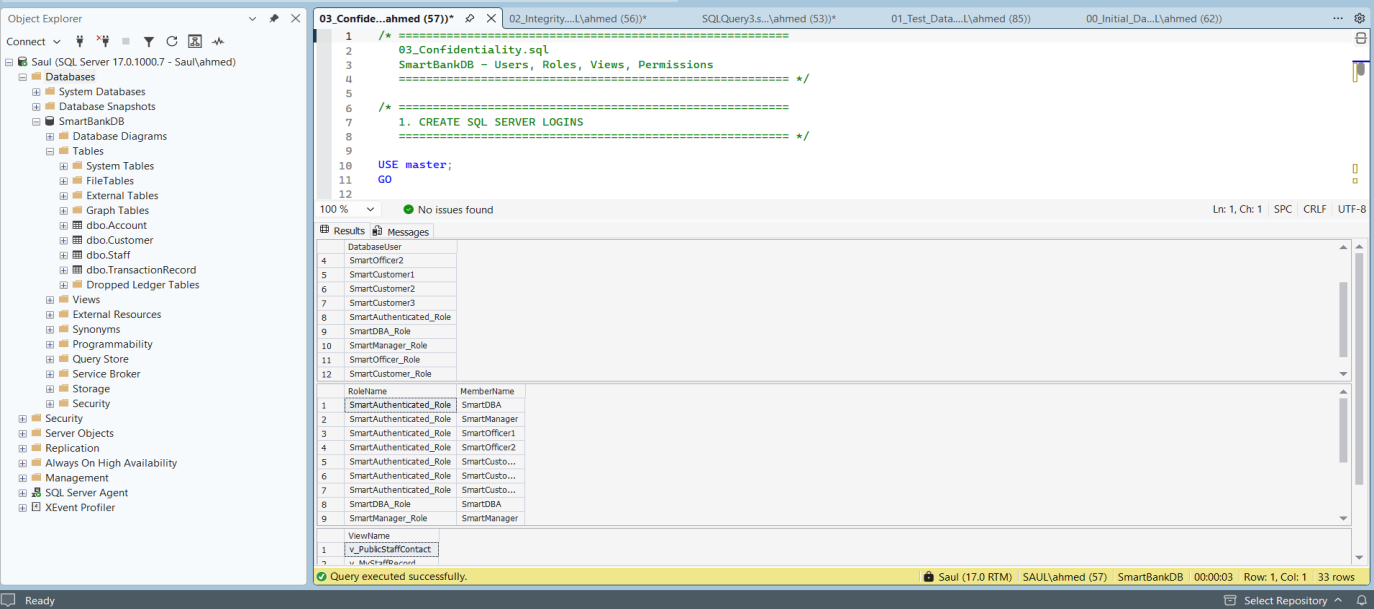 Object Explorer
Connect
Saul (SQL Server 17.0.1000.7 - Saul\ahmed)
Databases
System Databases
Database Snapshots
SmartBankDB
Database Diagrams
Tables
System Tables
FileTables
External Tables
Graph Tables
dbo.Account
dbo.Customer
dbo.Staff
dbo.TransactionRecord
Dropped Ledger Tables
Views
External Resources
Synonyms
Programmability
Query Store
Service Broker
Storage
Security
Security
Server Objects
Replication
Always On High Availability
Management
SQL Server Agent
XEvent Profiler
03_Confide...ahmed (57))* 02_Integrity....L\ahmed (56))* SQLQuery3.s...\ahmed (53))* 01_Test_Data....L\ahmed (85)) 00_Initial_Da...L\ahmed (62))
1 /* =========================================================
2 03_Confidentiality.sql
3 SmartBankDB - Users, Roles, Views, Permissions
4 ========================================================= */
5
6 /* =========================================================
7 1. CREATE SQL SERVER LOGINS
8 ========================================================= */
9
10 USE master;
11 GO
12
100 % No issues found Ln: 1, Ch: 1 SPC CRLF UTF-8
Results Messages
DatabaseUser
4 SmartOfficer2
5 SmartCustomer1
6 SmartCustomer2
7 SmartCustomer3
8 SmartAuthenticated_Role
9 SmartDBA_Role
10 SmartManager_Role
11 SmartOfficer_Role
12 SmartCustomer_Role
RoleName MemberName
1 SmartAuthenticated_Role SmartDBA
2 SmartAuthenticated_Role SmartManager
3 SmartAuthenticated_Role SmartOfficer1
4 SmartAuthenticated_Role SmartOfficer2
5 SmartAuthenticated_Role SmartCusto...
6 SmartAuthenticated_Role SmartCusto...
7 SmartAuthenticated_Role SmartCusto...
8 SmartDBA_Role SmartDBA
9 SmartManager_Role SmartManager
ViewName
1 v_PublicStaffContact
2 v_MyStaffRecord
Query executed successfully. Saul (17.0 RTM) SAUL\ahmed (57) SmartBankDB 00:00:03 Row: 1, Col: 1 33 rows
Ready Select Repository